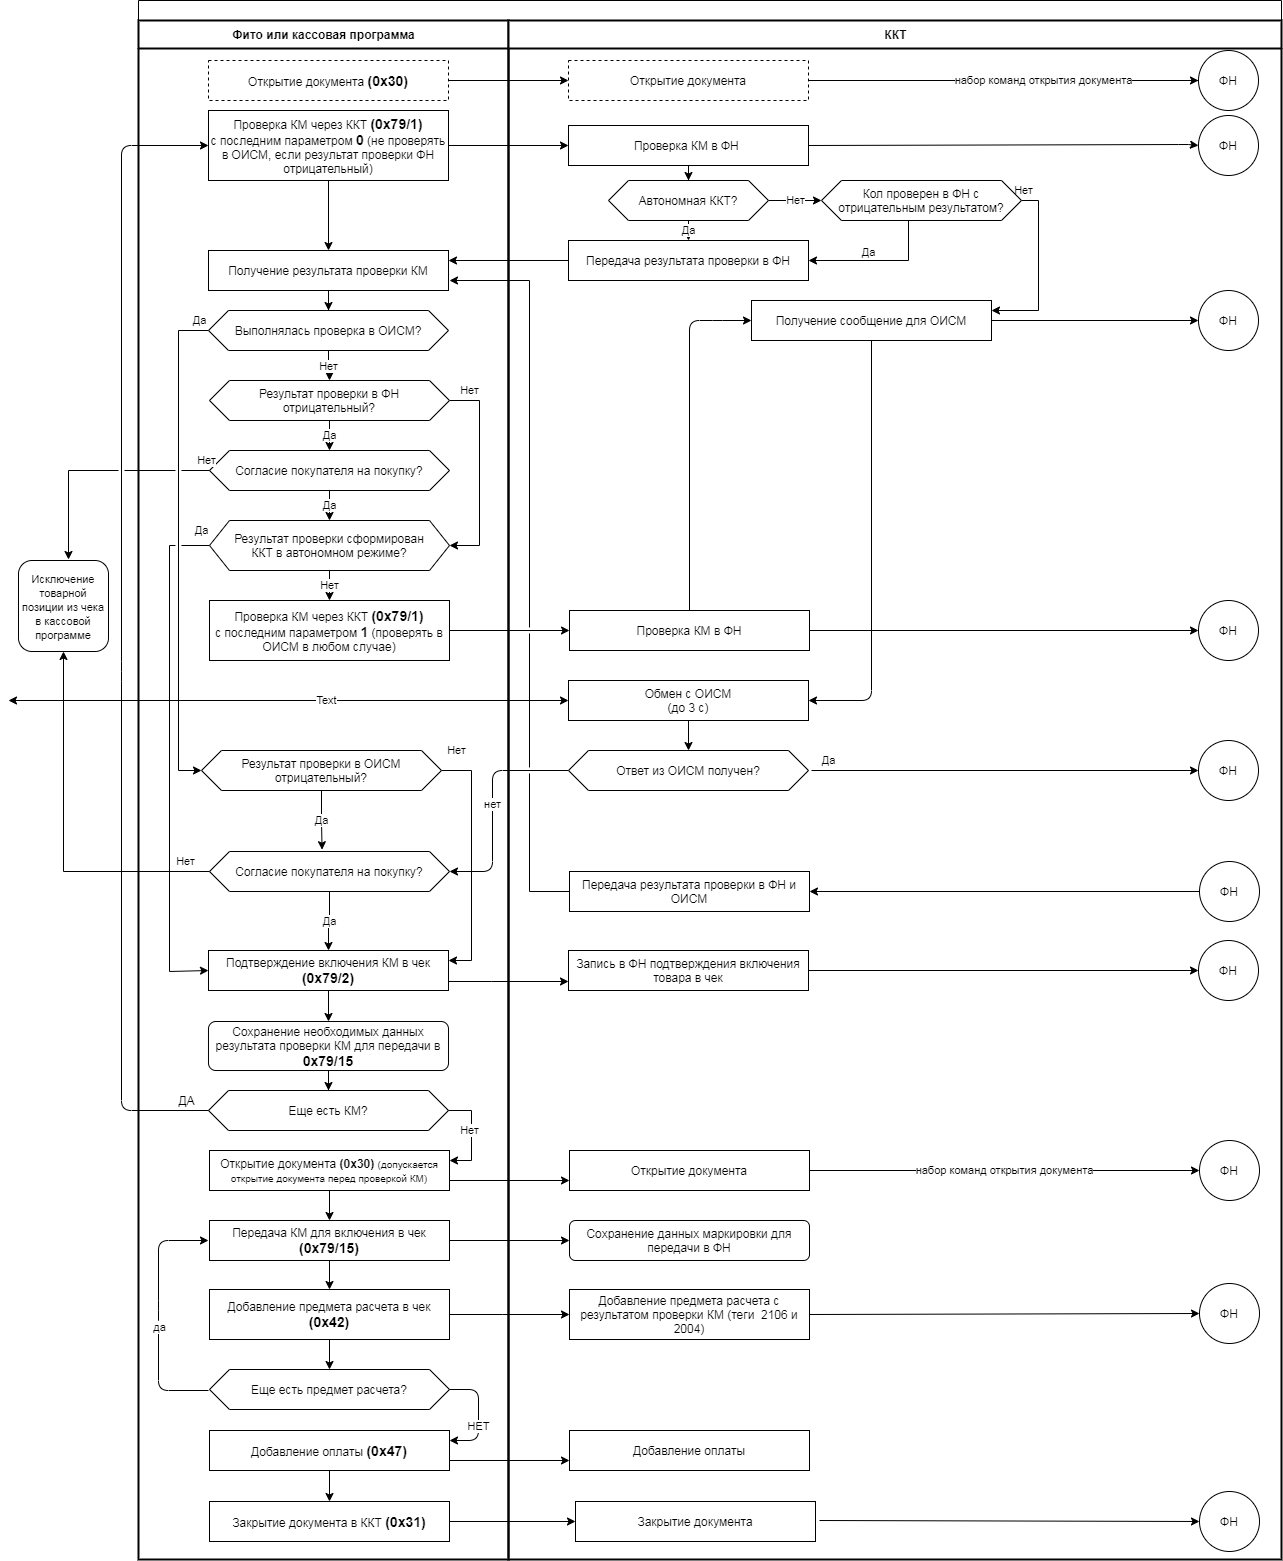 Фито или кассовая программа
ККТ
Открытие документа (0x30)
Открытие документа
набор команд открытия документа
ФН
Проверка КМ через ККТ (0x79/1)
с последним параметром 0 (не проверять
в ОИСМ, если результат проверки ФН
отрицательный)
Проверка КМ в ФН
ФН
Автономная ККТ?
Нет
Кол проверен в ФН с
отрицательным результатом?
Нет
Да
Да
Получение результата проверки КМ
Передача результата проверки в ФН
Да
Выполнялась проверка в ОИСМ?
Получение сообщение для ОИСМ
ФН
Нет
Результат проверки в ФН
отрицательный?
Нет
Да
Нет
Согласие покупателя на покупку?
Да
Да
Результат проверки сформирован
ККТ в автономном режиме?
Нет
Исключение
товарной
позиции из чека
в кассовой
программе
Проверка КМ через ККТ (0x79/1)
с последним параметром 1 (проверять в
ОИСМ в любом случае)
Проверка КМ в ФН
ФН
Text
Обмен с ОИСМ
(до 3 с)
Результат проверки в ОИСМ
отрицательный?
Нет
Ответ из ОИСМ получен?
Да
ФН
нет
Да
Нет
Согласие покупателя на покупку?
Передача результата проверки в ФН и
ОИСМ
ФН
Да
Подтверждение включения КМ в чек
(0x79/2)
Запись в ФН подтверждения включения
товара в чек
ФН
Сохранение необходимых данных
результата проверки КМ для передачи в
0x79/15
ДА
Еще есть КМ?
Нет
Открытие документа (0x30) (допускается
открытие документа перед проверкой КМ)
Открытие документа
набор команд открытия документа
ФН
Передача КМ для включения в чек
(0x79/15)
Сохранение данных маркировки для
передачи в ФН
Добавление предмета расчета в чек
(0x42)
Добавление предмета расчета с
результатом проверки КМ (теги 2106 и
2004)
ФН
да
Еще есть предмет расчета?
НЕТ
Добавление оплаты (0x47)
Добавление оплаты
Закрытие документа в ККТ (0x31)
Закрытие документа
ФН